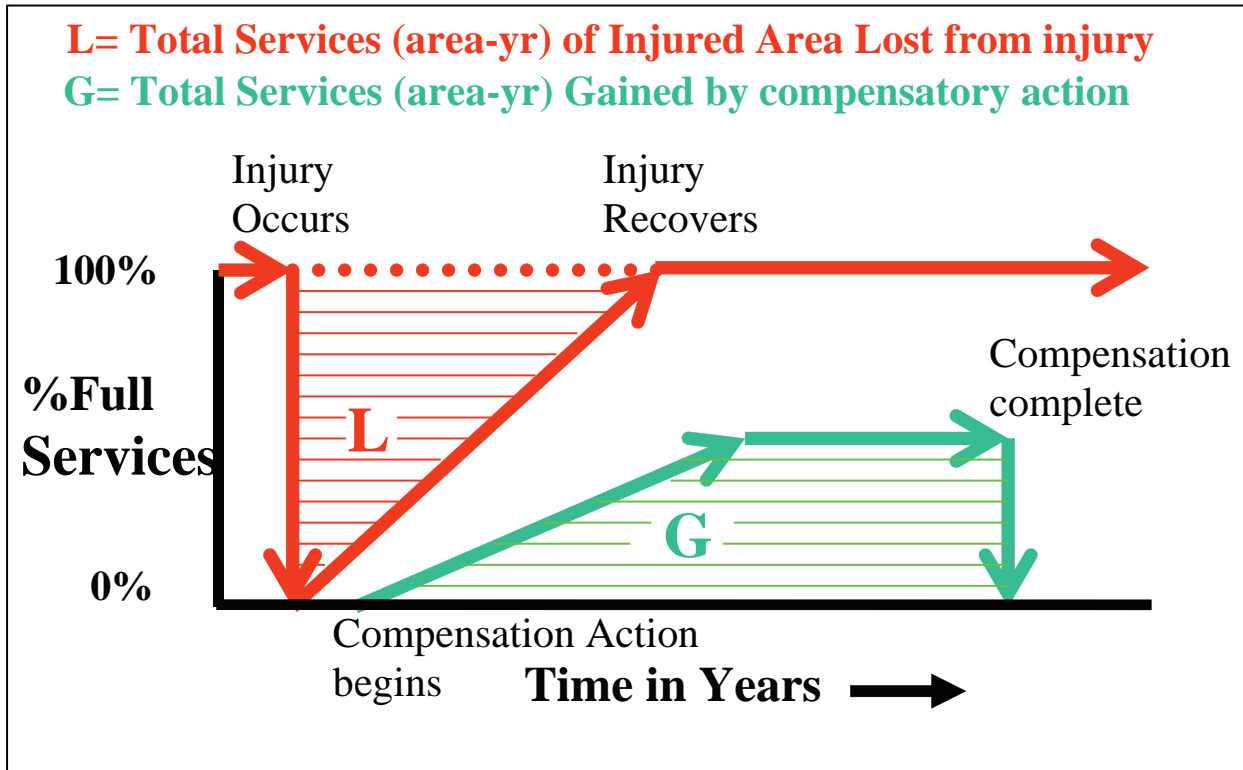 L= Total Services (area-yr) of Injured Area Lost from injury
G= Total Services (area-yr) Gained by compensatory action
Injury
Occurs
Injury
Recovers
100%
Compensation
complete
%Full
Services
L
G
0%
Compensation Action
begins
Time in Years